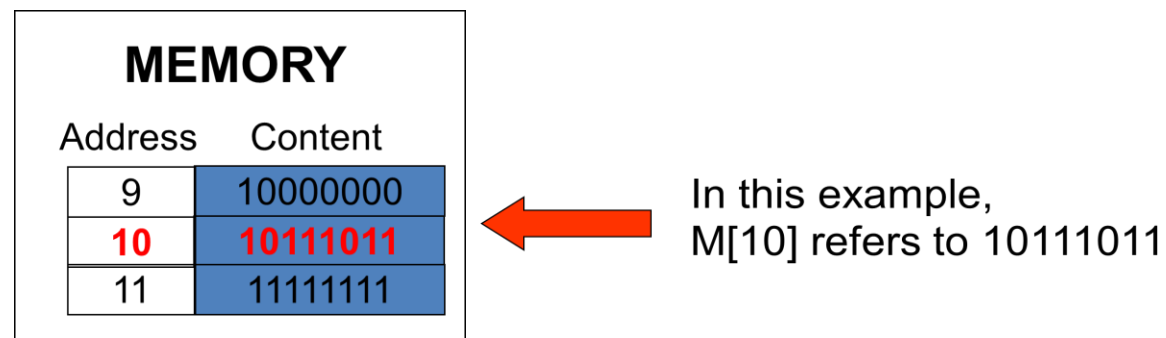 MEMORY
Address Content
9 10000000
10 10111011
11 11111111
In this example,
M[10] refers to 10111011